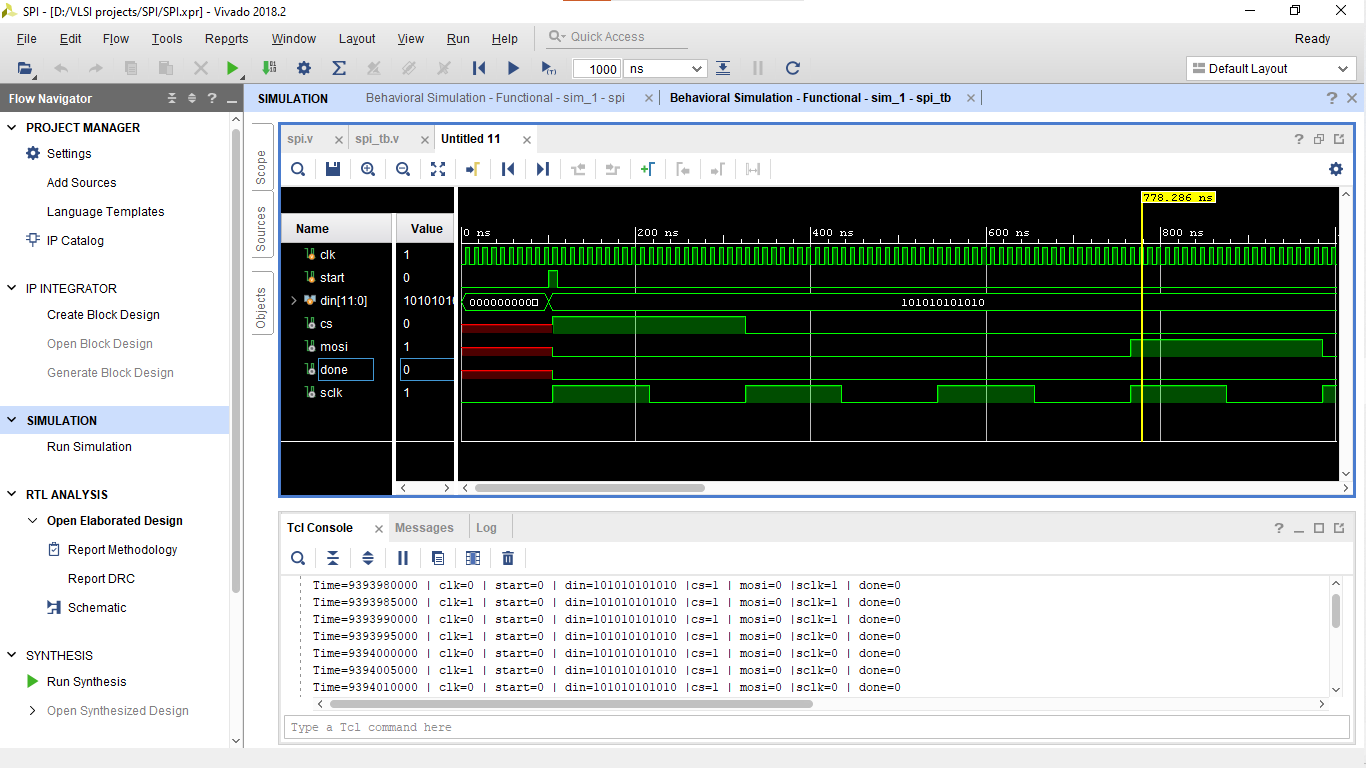 SPI - [D:/VLSI projects/SPI/SPI.xpr] - Vivado 2018.2
File Edit Flow Tools Reports Window Layout View Run Help Quick Access Ready
1000 ns Default Layout
Flow Navigator
SIMULATION Behavioral Simulation - Functional - sim_1 - spi Behavioral Simulation - Functional - sim_1 - spi_tb
PROJECT MANAGER
Settings
Add Sources
Language Templates
IP Catalog
IP INTEGRATOR
Create Block Design
Open Block Design
Generate Block Design
SIMULATION
Run Simulation
RTL ANALYSIS
Open Elaborated Design
Report Methodology
Report DRC
Schematic
SYNTHESIS
Run Synthesis
Open Synthesized Design
Scope
Sources
Objects
spi.v spi_tb.v Untitled 11
778.286 ns
Name Value 0 ns 200 ns 400 ns 600 ns 800 ns
clk 1
start 0
din[11:0] 10101010 000000000 101010101010
cs 0
mosi 1
done 0
sclk 1
Tcl Console Messages Log
Time=9393980000 | clk=0 | start=0 | din=101010101010 |cs=1 | mosi=0 |sclk=1 | done=0
Time=9393985000 | clk=1 | start=0 | din=101010101010 |cs=1 | mosi=0 |sclk=1 | done=0
Time=9393990000 | clk=0 | start=0 | din=101010101010 |cs=1 | mosi=0 |sclk=1 | done=0
Time=9393995000 | clk=1 | start=0 | din=101010101010 |cs=1 | mosi=0 |sclk=1 | done=0
Time=9394000000 | clk=0 | start=0 | din=101010101010 |cs=1 | mosi=0 |sclk=0 | done=0
Time=9394005000 | clk=1 | start=0 | din=101010101010 |cs=1 | mosi=0 |sclk=0 | done=0
Time=9394010000 | clk=0 | start=0 | din=101010101010 |cs=1 | mosi=0 |sclk=0 | done=0
Type a Tcl command here